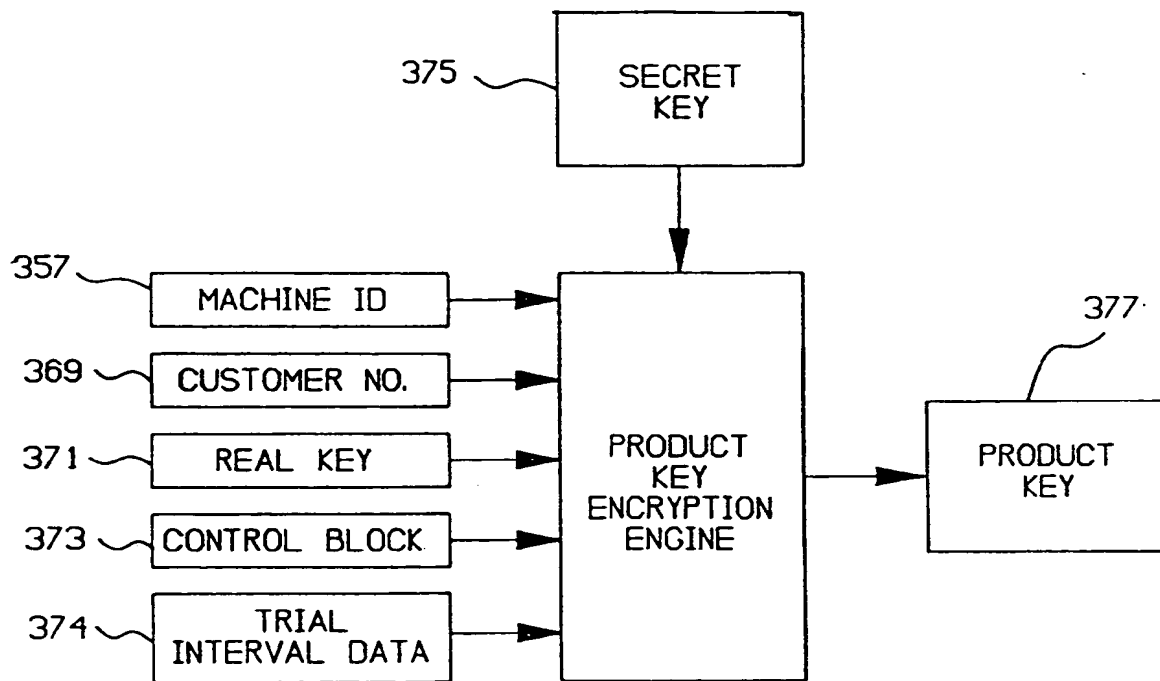 375
SECRET
KEY
357
MACHINE ID
377
369
CUSTOMER NO.
371
REAL KEY
PRODUCT
KEY
ENCRYPTION
ENGINE
PRODUCT
KEY
373
CONTROL BLOCK
374
TRIAL
INTERVAL DATA